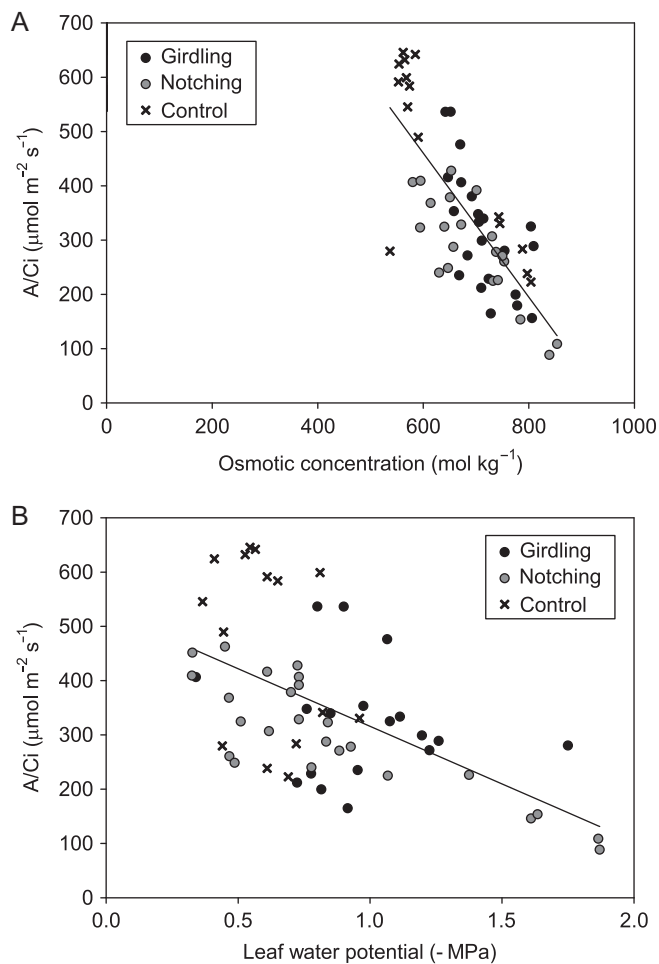 A
700
600
500
400
300
200
100
0
A/Ci (μmol m⁻² s⁻¹)
Girdling
Notching
Control
0
200
400
600
800
1000
Osmotic concentration (mol kg⁻¹)
B
700
600
500
400
300
200
100
0
A/Ci (μmol m⁻² s⁻¹)
Girdling
Notching
Control
0.0
0.5
1.0
1.5
2.0
Leaf water potential (- MPa)